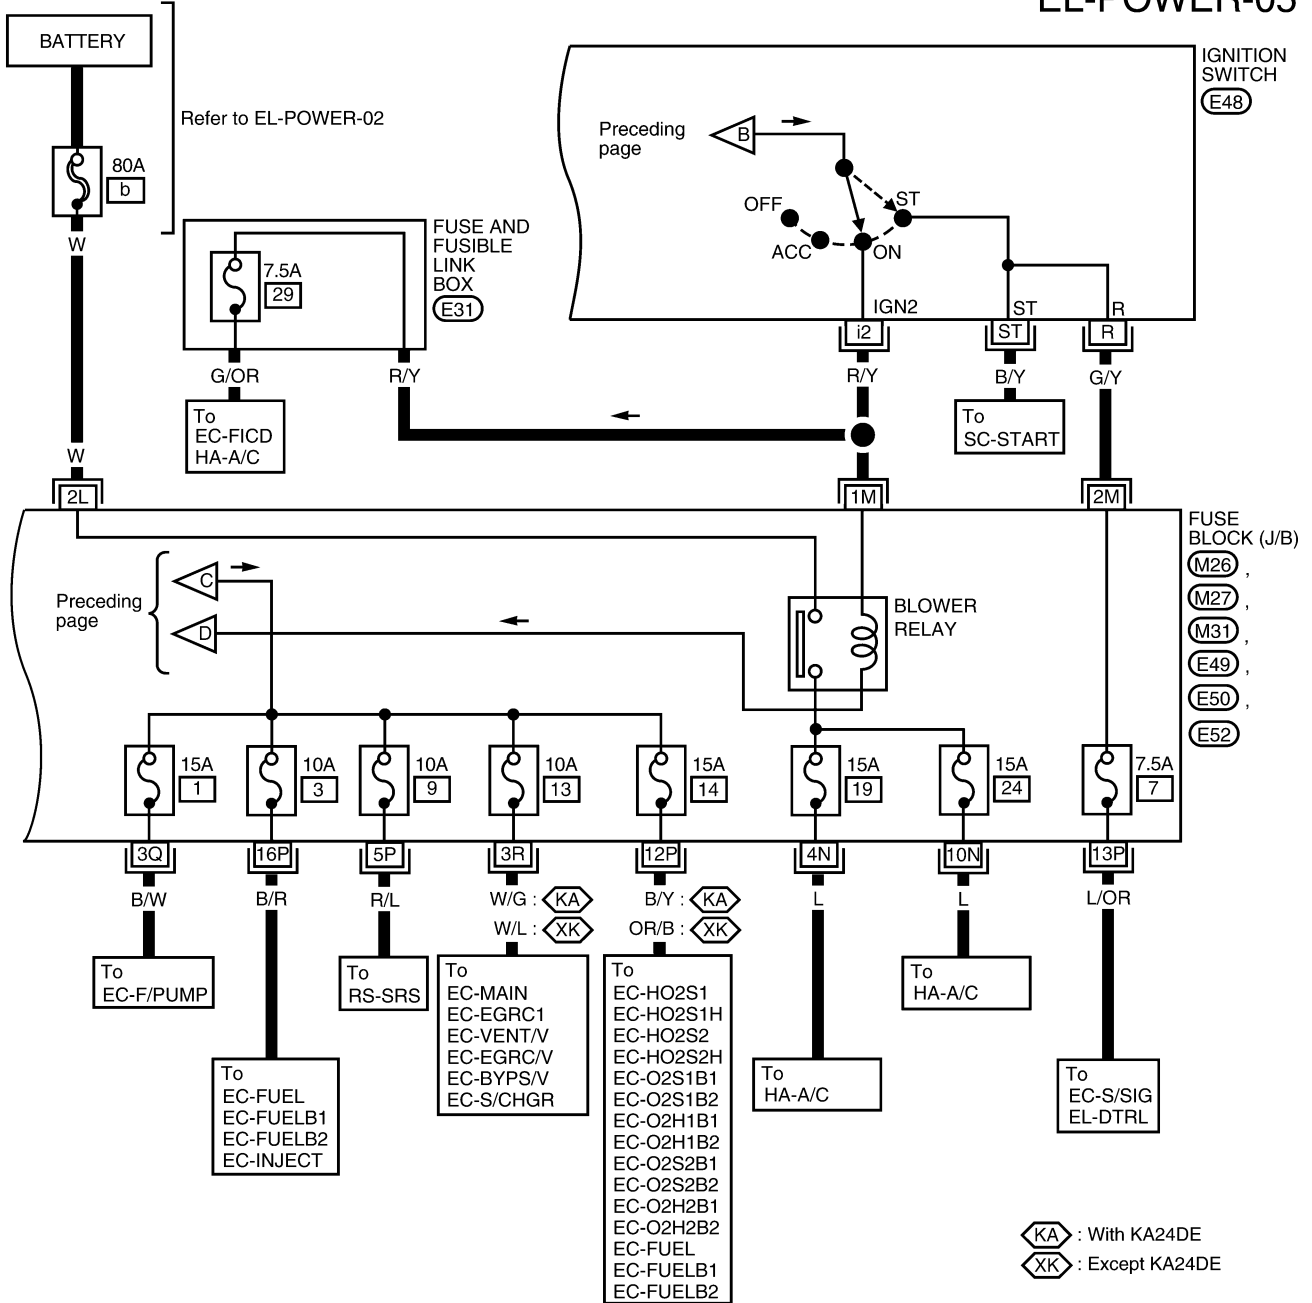 EL-POWER-03
BATTERY
Refer to EL-POWER-02
80A
b
W
W
2L
FUSE AND
FUSIBLE
LINK
BOX
E31
7.5A
29
G/OR
R/Y
To
EC-FICD
HA-A/C
IGNITION
SWITCH
E48
Preceding
page
B
OFF
ACC
ON
ST
IGN2
ST
R
i2
ST
R
R/Y
B/Y
G/Y
To
SC-START
1M
2M
FUSE
BLOCK (J/B)
M26 ,
M27 ,
M31 ,
E49 ,
E50 ,
E52
Preceding
page
C
D
BLOWER
RELAY
15A
1
10A
3
10A
9
10A
13
15A
14
15A
19
15A
24
7.5A
7
3Q
16P
5P
3R
12P
4N
10N
13P
B/W
B/R
R/L
W/G : KA
W/L : XK
B/Y : KA
OR/B : XK
L
L
L/OR
To
EC-F/PUMP
To
EC-FUEL
EC-FUELB1
EC-FUELB2
EC-INJECT
To
RS-SRS
To
EC-MAIN
EC-EGRC1
EC-VENT/V
EC-EGRC/V
EC-BYPS/V
EC-S/CHGR
To
EC-HO2S1
EC-HO2S1H
EC-HO2S2
EC-HO2S2H
EC-O2S1B1
EC-O2S1B2
EC-O2H1B1
EC-O2H1B2
EC-O2S2B1
EC-O2S2B2
EC-O2H2B1
EC-O2H2B2
EC-FUEL
EC-FUELB1
EC-FUELB2
To
HA-A/C
To
HA-A/C
To
EC-S/SIG
EL-DTRL
KA : With KA24DE
XK : Except KA24DE